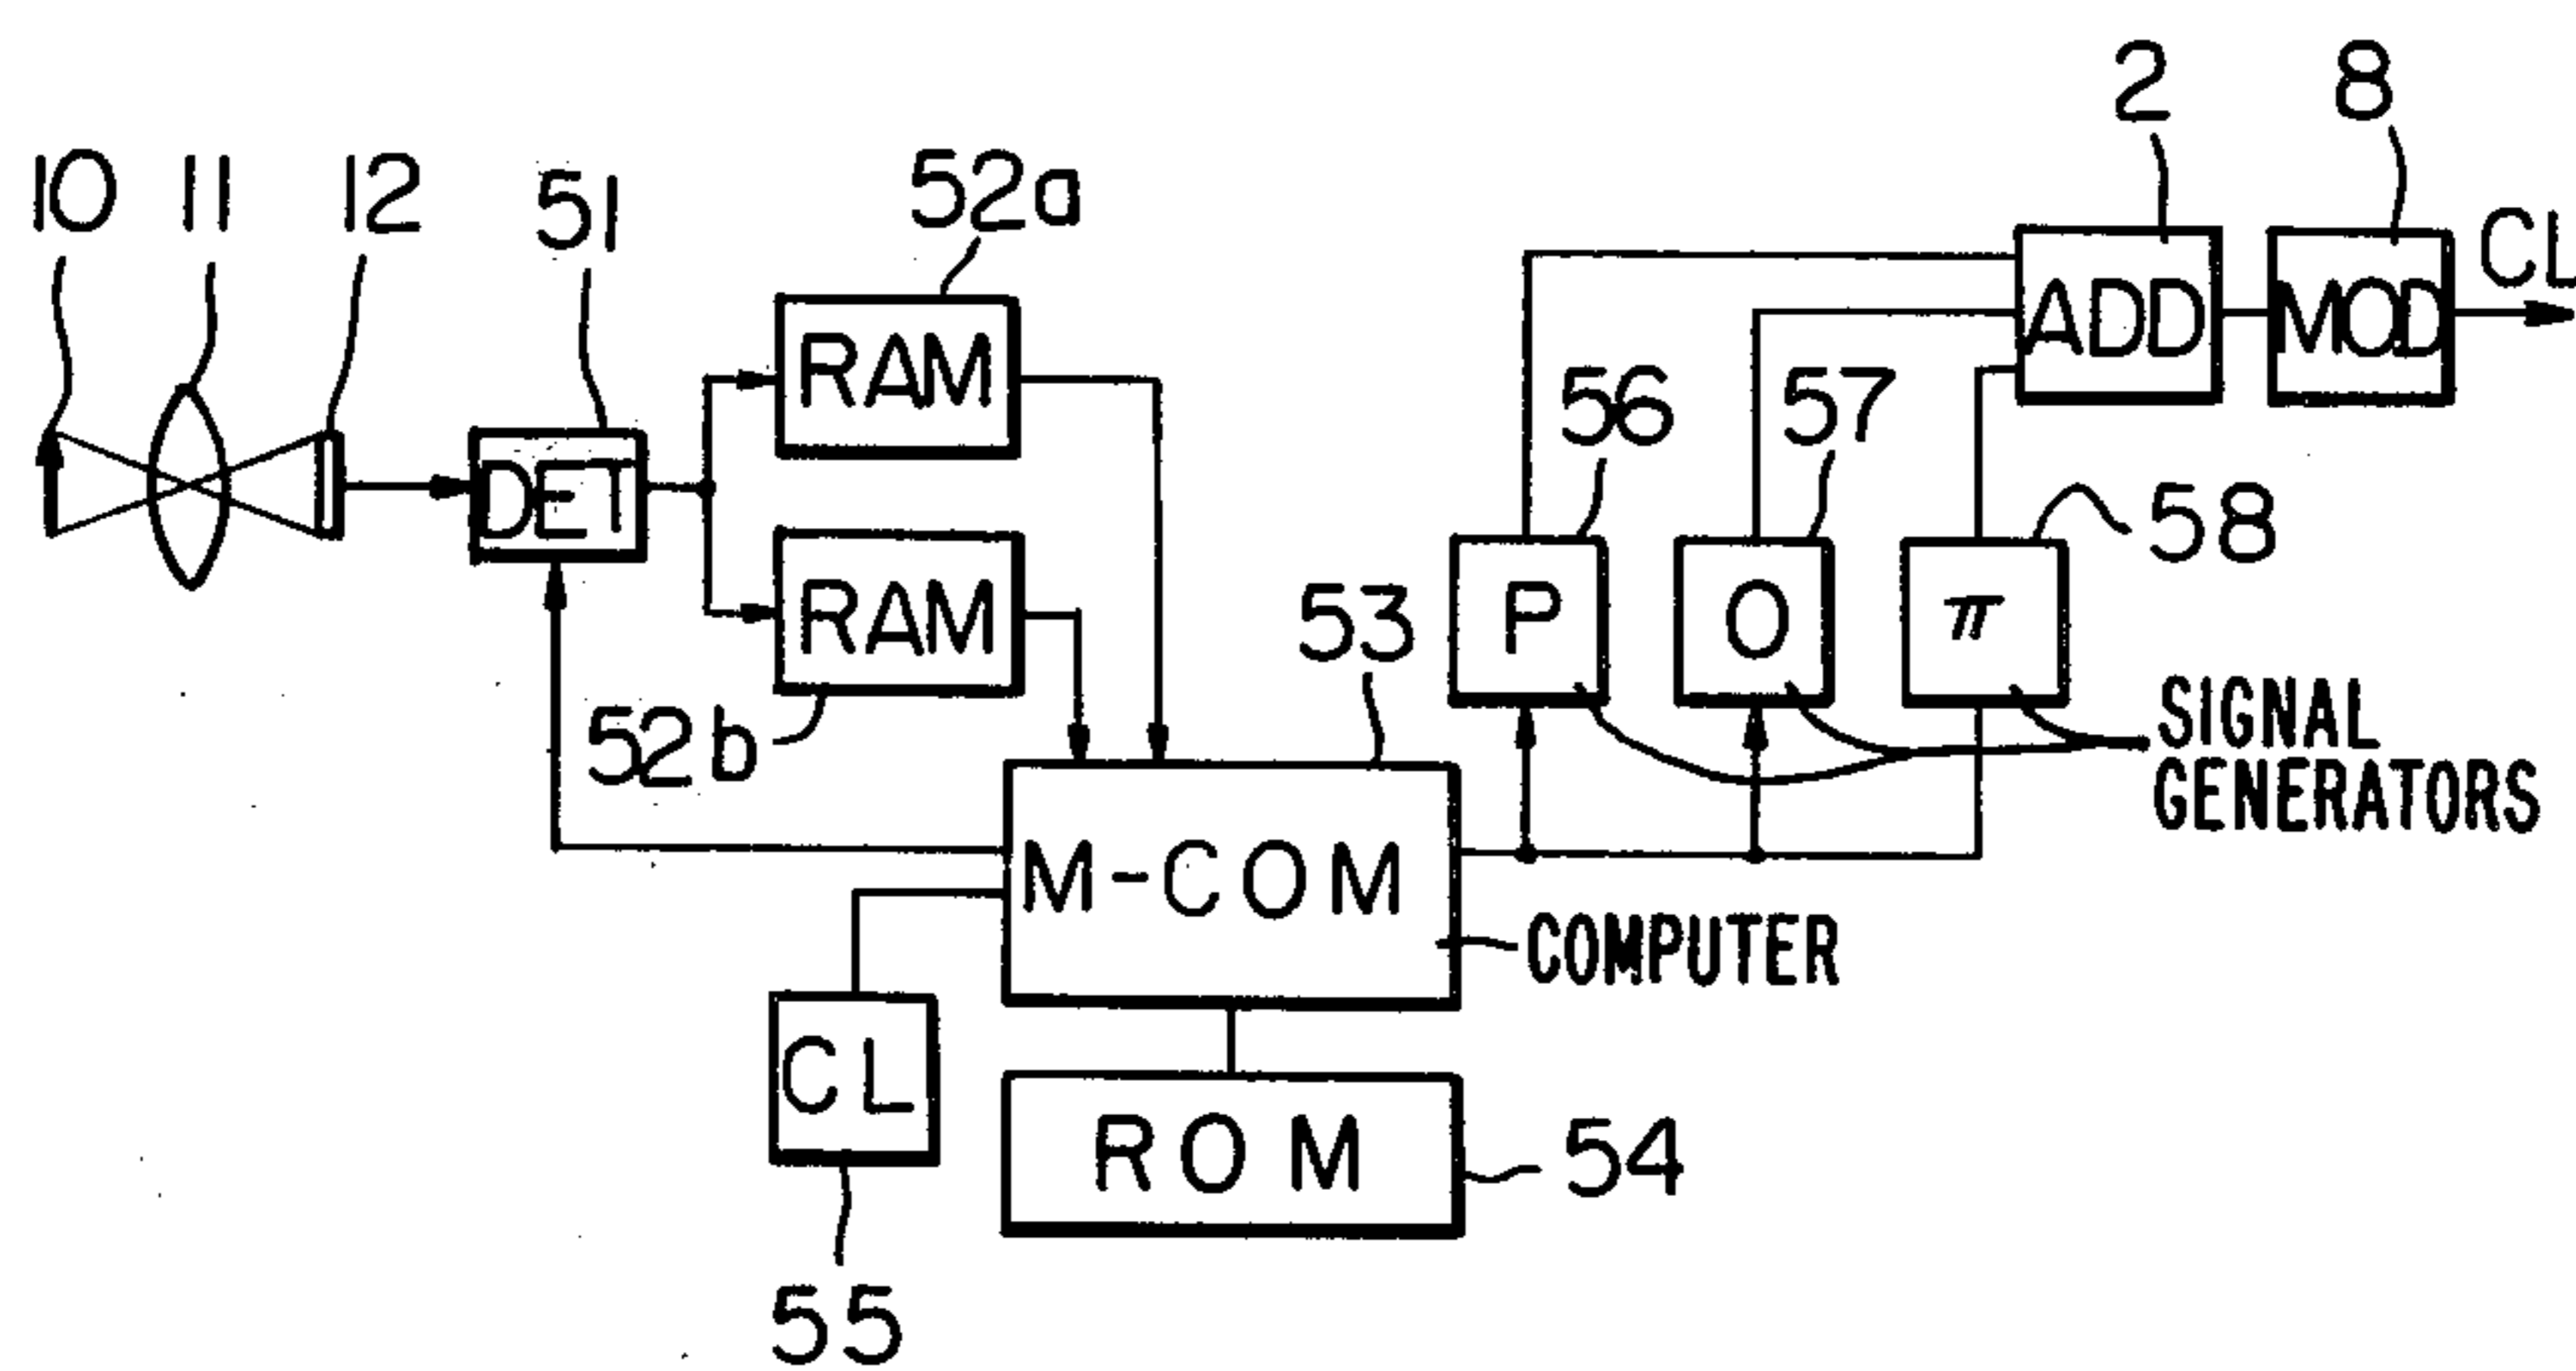 2
8
10
11
12
51
52a
CL
RAM
ADD
MOD
56
57
DET
58
RAM
P
O
π
53
52b
SIGNAL
GENERATORS
M-COM
COMPUTER
CL
ROM
54
55